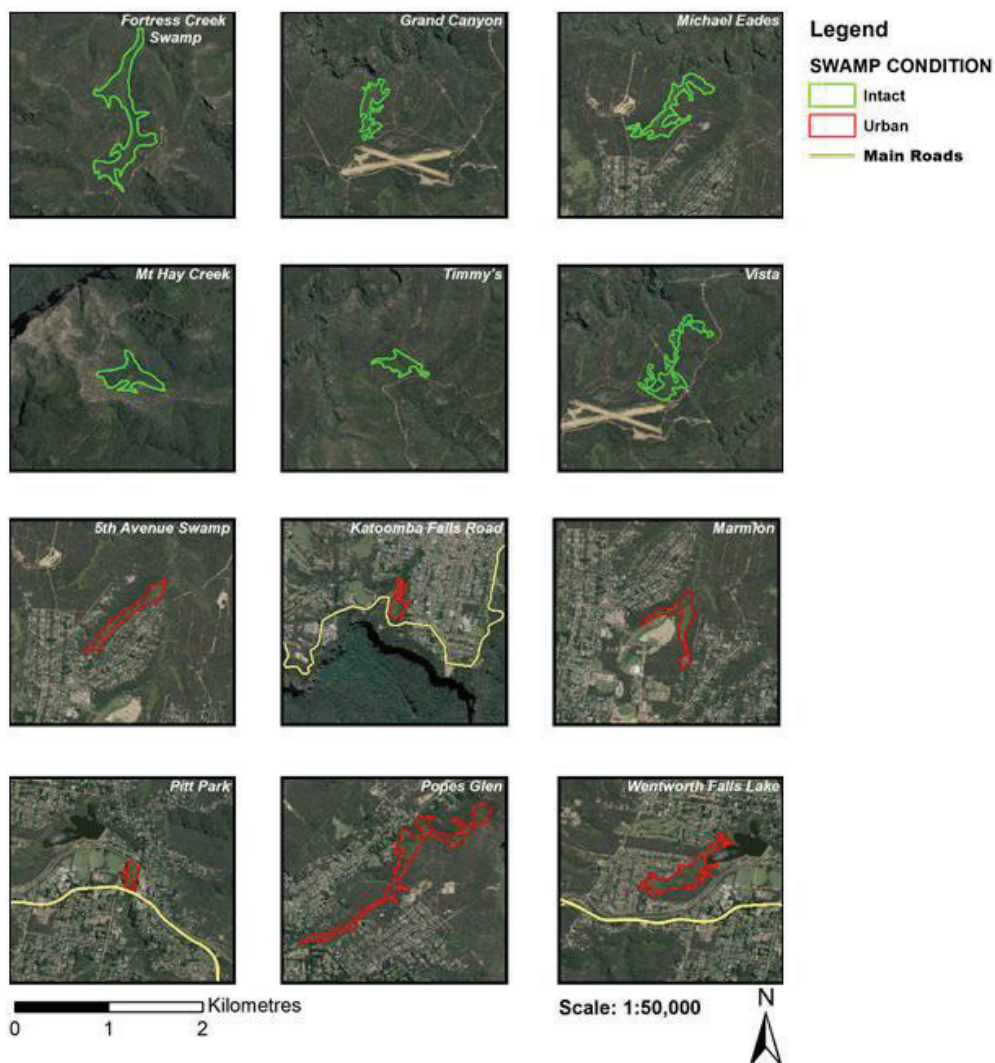 Fortress Creek
Swamp
Grand Canyon
Michael Eades
Legend
SWAMP CONDITION
Intact
Urban
Main Roads
Mt Hay Creek
Timmy's
Vista
5th Avenue Swamp
Katoomba Falls Road
Marmion
Pitt Park
Popes Glen
Wentworth Falls Lake
Kilometres
0 1 2
Scale: 1:50,000
N